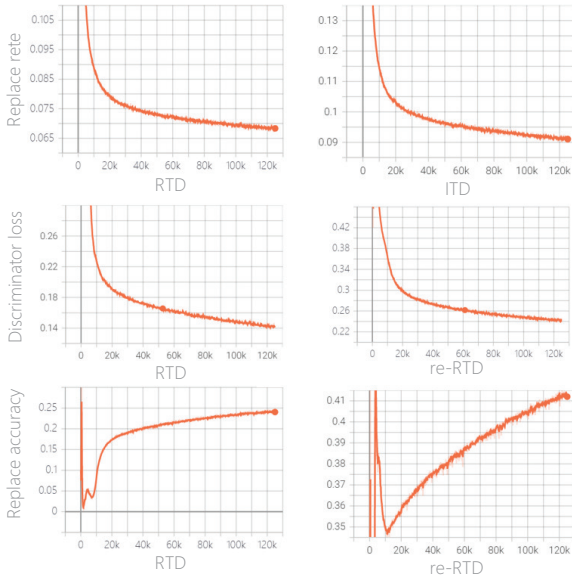 Replace rete
0.105
0.095
0.085
0.075
0.065
0
20k
40k
60k
80k
100k
120k
RTD
0.13
0.12
0.11
0.1
0.09
0
20k
40k
60k
80k
100k
120k
ITD
Discriminator loss
0.26
0.22
0.18
0.14
0
20k
40k
60k
80k
100k
120k
RTD
0.42
0.38
0.34
0.3
0.26
0.22
0
20k
40k
60k
80k
100k
120k
re-RTD
Replace accuracy
0.25
0.2
0.15
0.1
0.05
0
0
20k
40k
60k
80k
100k
120k
RTD
0.41
0.4
0.39
0.38
0.37
0.36
0.35
0
20k
40k
60k
80k
100k
120k
re-RTD